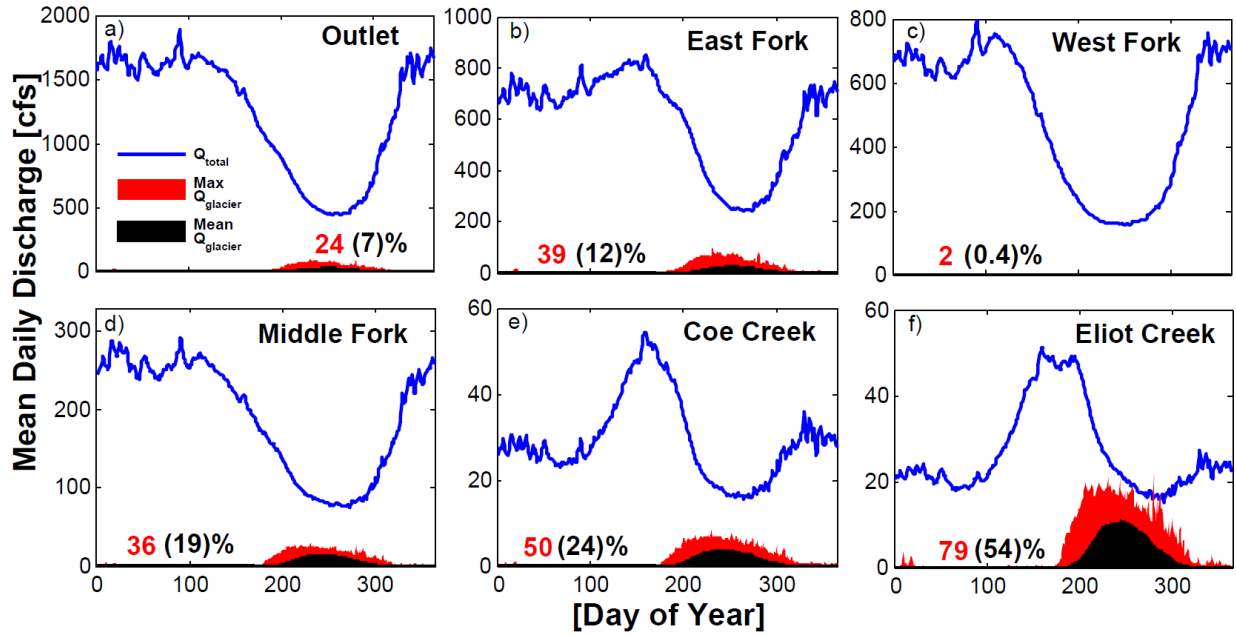 Mean Daily Discharge [cfs]
2000
1500
1000
500
0
a)
Outlet
Q_total
Max
Q_glacier
Mean
Q_glacier
24 (7)%
1000
800
600
400
200
0
b)
East Fork
39 (12)%
800
600
400
200
0
c)
West Fork
2 (0.4)%
300
200
100
0
d)
Middle Fork
36 (19)%
0 100 200 300
60
40
20
0
e)
Coe Creek
50 (24)%
0 100 200 300
60
40
20
0
f)
Eliot Creek
79 (54)%
0 100 200 300
[Day of Year]